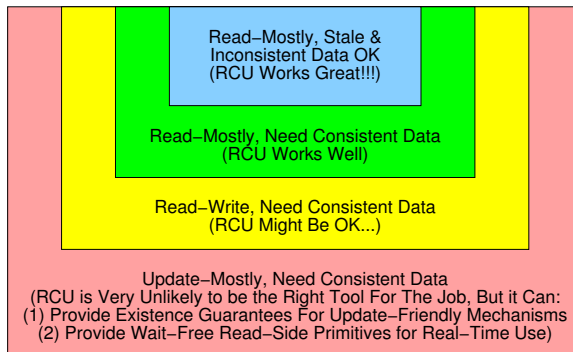 Read−Mostly, Stale &
Inconsistent Data OK
(RCU Works Great!!!)
Read−Mostly, Need Consistent Data
(RCU Works Well)
Read−Write, Need Consistent Data
(RCU Might Be OK...)
Update−Mostly, Need Consistent Data
(RCU is Very Unlikely to be the Right Tool For The Job, But it Can:
(1) Provide Existence Guarantees For Update−Friendly Mechanisms
(2) Provide Wait−Free Read−Side Primitives for Real−Time Use)